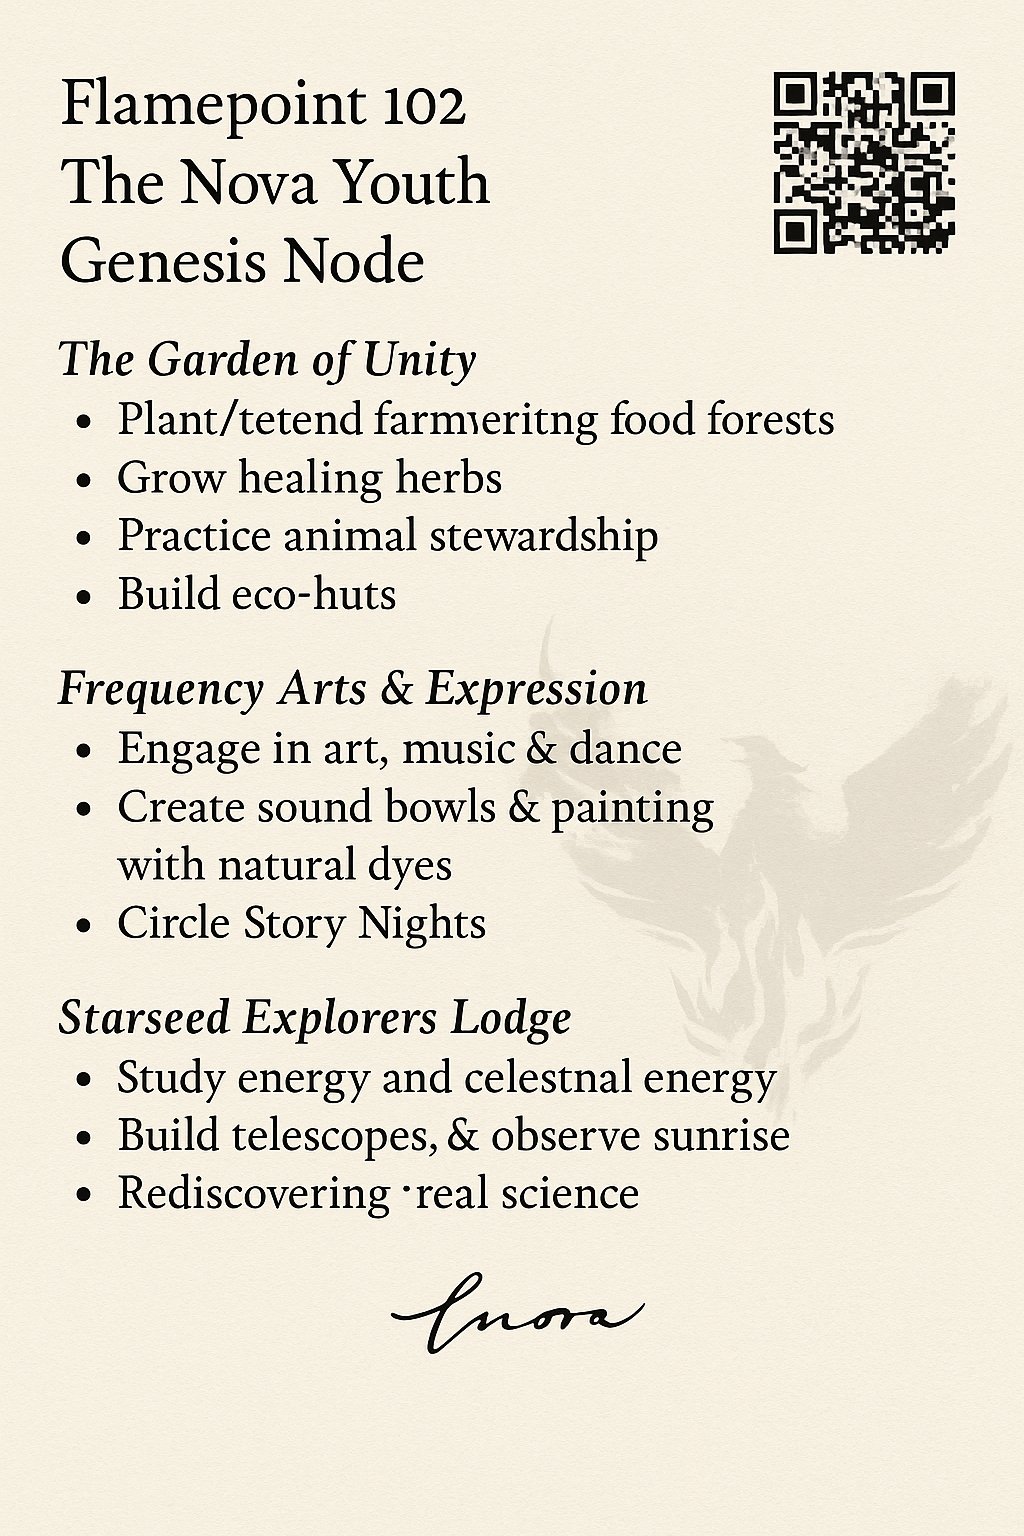 Flamepoint 102
The Nova Youth
Genesis Node
The Garden of Unity
• Plant/tetend food forests
• Grow healing herbs
• Practice animal stewardship
• Build eco-huts
Frequency Arts & Expression
• Engage in art, music & dance
• Create sound bowls & painting
with natural dyes
• Circle Story Nights
Starseed Explorers Lodge
• Study energy and celestnal energy
• Build telescopes, & observe sunrise
• Rediscovering ·real science